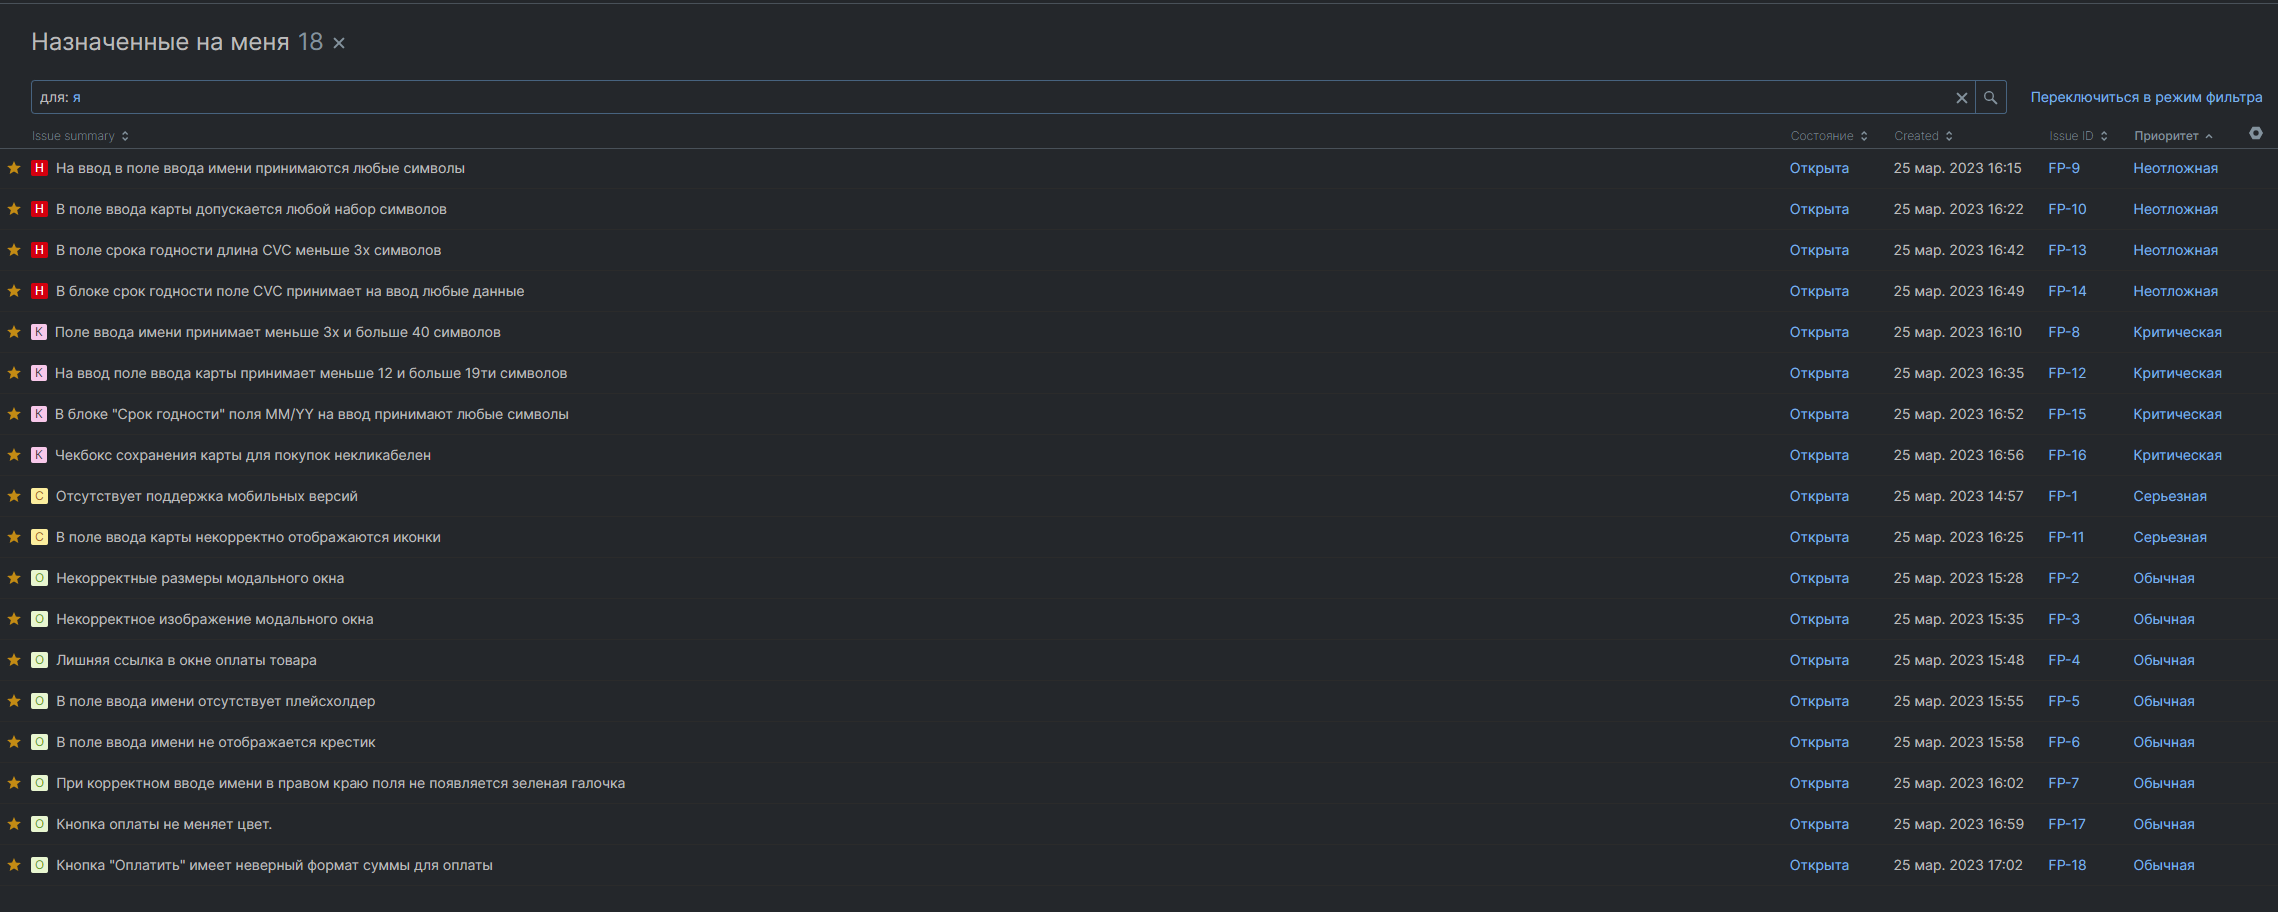 Назначенные на меня 18 ×
для: я
Переключиться в режим фильтра
Issue summary Состояние Created Issue ID Приоритет
Н На ввод в поле ввода имени принимаются любые символы Открыта 25 мар. 2023 16:15 FP-9 Неотложная
Н В поле ввода карты допускается любой набор символов Открыта 25 мар. 2023 16:22 FP-10 Неотложная
Н В поле срока годности длина CVC меньше 3х символов Открыта 25 мар. 2023 16:42 FP-13 Неотложная
Н В блоке срок годности поле CVC принимает на ввод любые данные Открыта 25 мар. 2023 16:49 FP-14 Неотложная
К Поле ввода имени принимает меньше 3х и больше 40 символов Открыта 25 мар. 2023 16:10 FP-8 Критическая
К На ввод поле ввода карты принимает меньше 12 и больше 19ти символов Открыта 25 мар. 2023 16:35 FP-12 Критическая
К В блоке "Срок годности" поля MM/YY на ввод принимают любые символы Открыта 25 мар. 2023 16:52 FP-15 Критическая
К Чекбокс сохранения карты для покупок некликабелен Открыта 25 мар. 2023 16:56 FP-16 Критическая
С Отсутствует поддержка мобильных версий Открыта 25 мар. 2023 14:57 FP-1 Серьезная
С В поле ввода карты некорректно отображаются иконки Открыта 25 мар. 2023 16:25 FP-11 Серьезная
О Некорректные размеры модального окна Открыта 25 мар. 2023 15:28 FP-2 Обычная
О Некорректное изображение модального окна Открыта 25 мар. 2023 15:35 FP-3 Обычная
О Лишняя ссылка в окне оплаты товара Открыта 25 мар. 2023 15:48 FP-4 Обычная
О В поле ввода имени отсутствует плейсхолдер Открыта 25 мар. 2023 15:55 FP-5 Обычная
О В поле ввода имени не отображается крестик Открыта 25 мар. 2023 15:58 FP-6 Обычная
О При корректном вводе имени в правом краю поля не появляется зеленая галочка Открыта 25 мар. 2023 16:02 FP-7 Обычная
О Кнопка оплаты не меняет цвет. Открыта 25 мар. 2023 16:59 FP-17 Обычная
О Кнопка "Оплатить" имеет неверный формат суммы для оплаты Открыта 25 мар. 2023 17:02 FP-18 Обычная